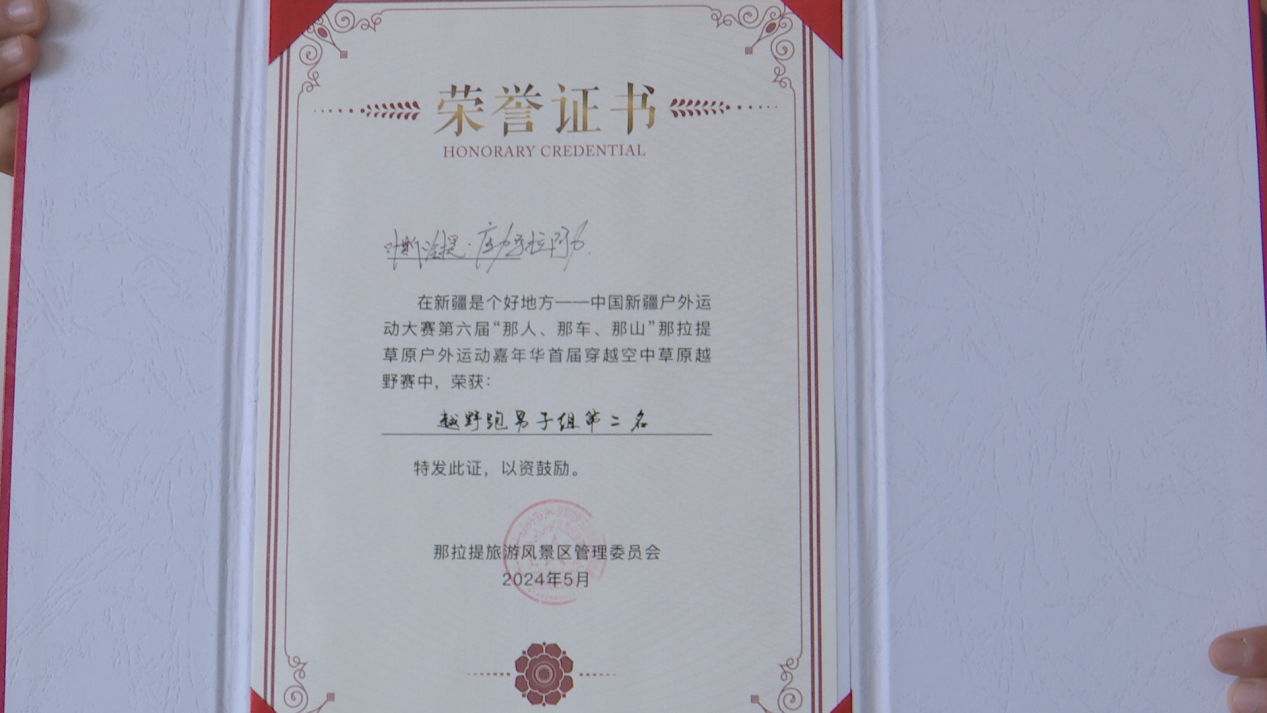 荣誉证书
HONORARY CREDENTIAL
在新疆是个好地方——中国新疆户外运
动大赛第六届“那人、那车、那山”那拉提
草原户外运动嘉年华首届穿越空中草原越
野赛中，荣获：
越野跑男子组第二名
特发此证，以资鼓励。
那拉提旅游风景区管理委员会
2024年5月